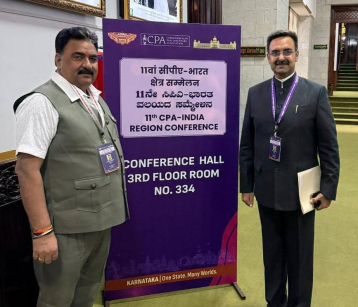 CPA
11वां सीपीए-भारत
क्षेत्र सम्मेलन
11ನೇ ಸಿಪಿಎ-ಭಾರತ
ವಲಯದ ಸಮ್ಮೇಳನ
11th CPA-INDIA
REGION CONFERENCE
CONFERENCE HALL
3RD FLOOR ROOM
NO. 334
KARNATAKA | One State. Many Worlds.